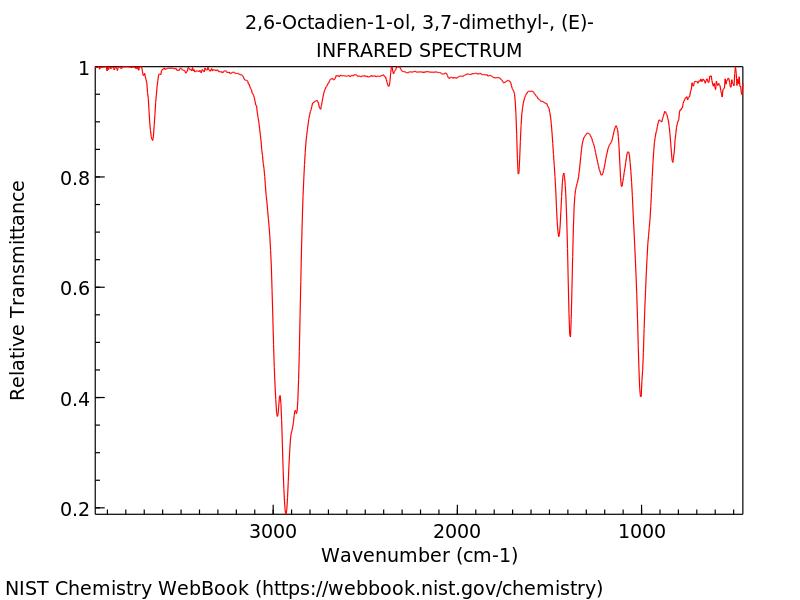 2,6-Octadien-1-ol, 3,7-dimethyl-, (E)-
INFRARED SPECTRUM
1
0.8
0.6
0.4
0.2
Relative Transmittance
3000 2000 1000
Wavenumber (cm-1)
NIST Chemistry WebBook (https://webbook.nist.gov/chemistry)